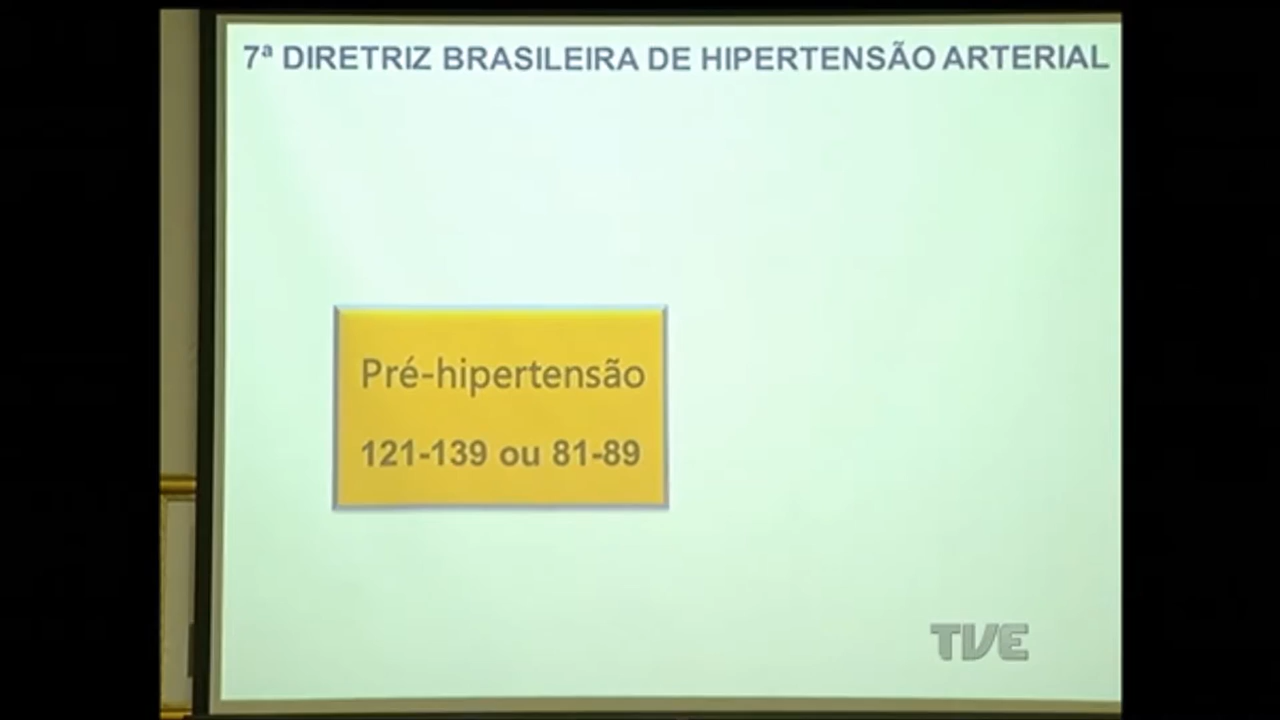 7ª DIRETRIZ BRASILEIRA DE HIPERTENSÃO ARTERIAL
Pré-hipertensão
121-139 ou 81-89
TVE